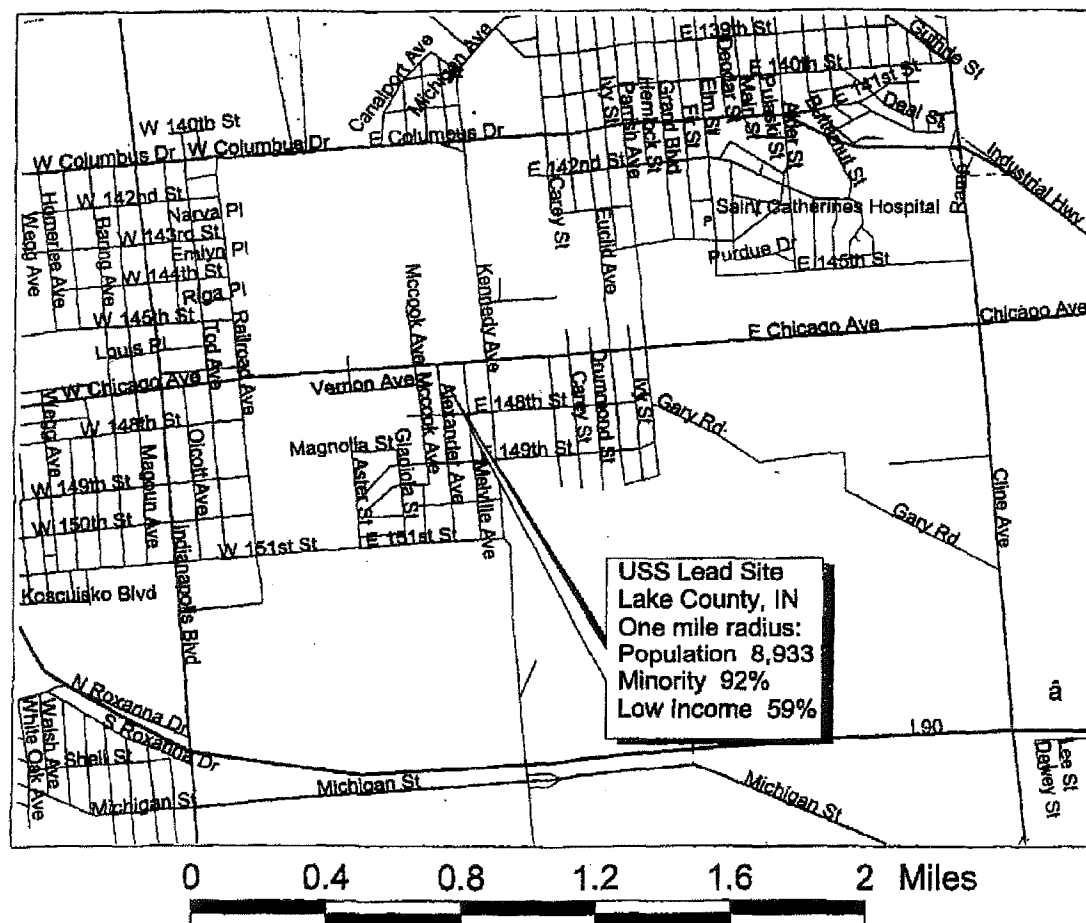 E 139th St
Guthrie St
Canalport Ave
Michigan Ave
Deodar St
E 140th St
E 141st St
Deal St
W 140th St
Ivy St
Parrish Ave
Hemlock St
Grand Blvd
Fir St
Elm St
Main St
Pulaski St
Alder St
Butternut St
W Columbus Dr
W Columbus Dr
E Columbus Dr
Industrial Hwy
E 142nd St
W 142nd St
Homerlee Ave
Wegg Ave
Baring Ave
Narva Pl
W 143rd St
Emlyn Pl
W 144th St
Riga Pl
W 145th St
Carey St
Euclid Ave
Saint Catherines Hospital
P
Purdue Dr
E 145th St
Mccook Ave
Kennedy Ave
Louis Pl
Tod Ave
Railroad Ave
E Chicago Ave
Chicago Ave
W Chicago Ave
Vernon Ave
Mccook Ave
Alexander Ave
E 148th St
Carey St
Drummond St
Ivy St
Gary Rd
Wegg Ave
W 148th St
Magoun Ave
Olcott Ave
Magnolia St
Aster St
Gladiola St
E 149th St
Melville Ave
W 149th St
W 150th St
Indianapolis Blvd
W 151st St
E 151st St
Gary Rd
Cline Ave
Kosciusko Blvd
USS Lead Site
Lake County, IN
One mile radius:
Population 8,933
Minority 92%
Low Income 59%
â
N Roxanna Dr
S Roxanna Dr
Walsh Ave
White Oak Ave
Shell St
Michigan St
Michigan St
Michigan St
I 90
Lee St
Dewey St
0 0.4 0.8 1.2 1.6 2 Miles